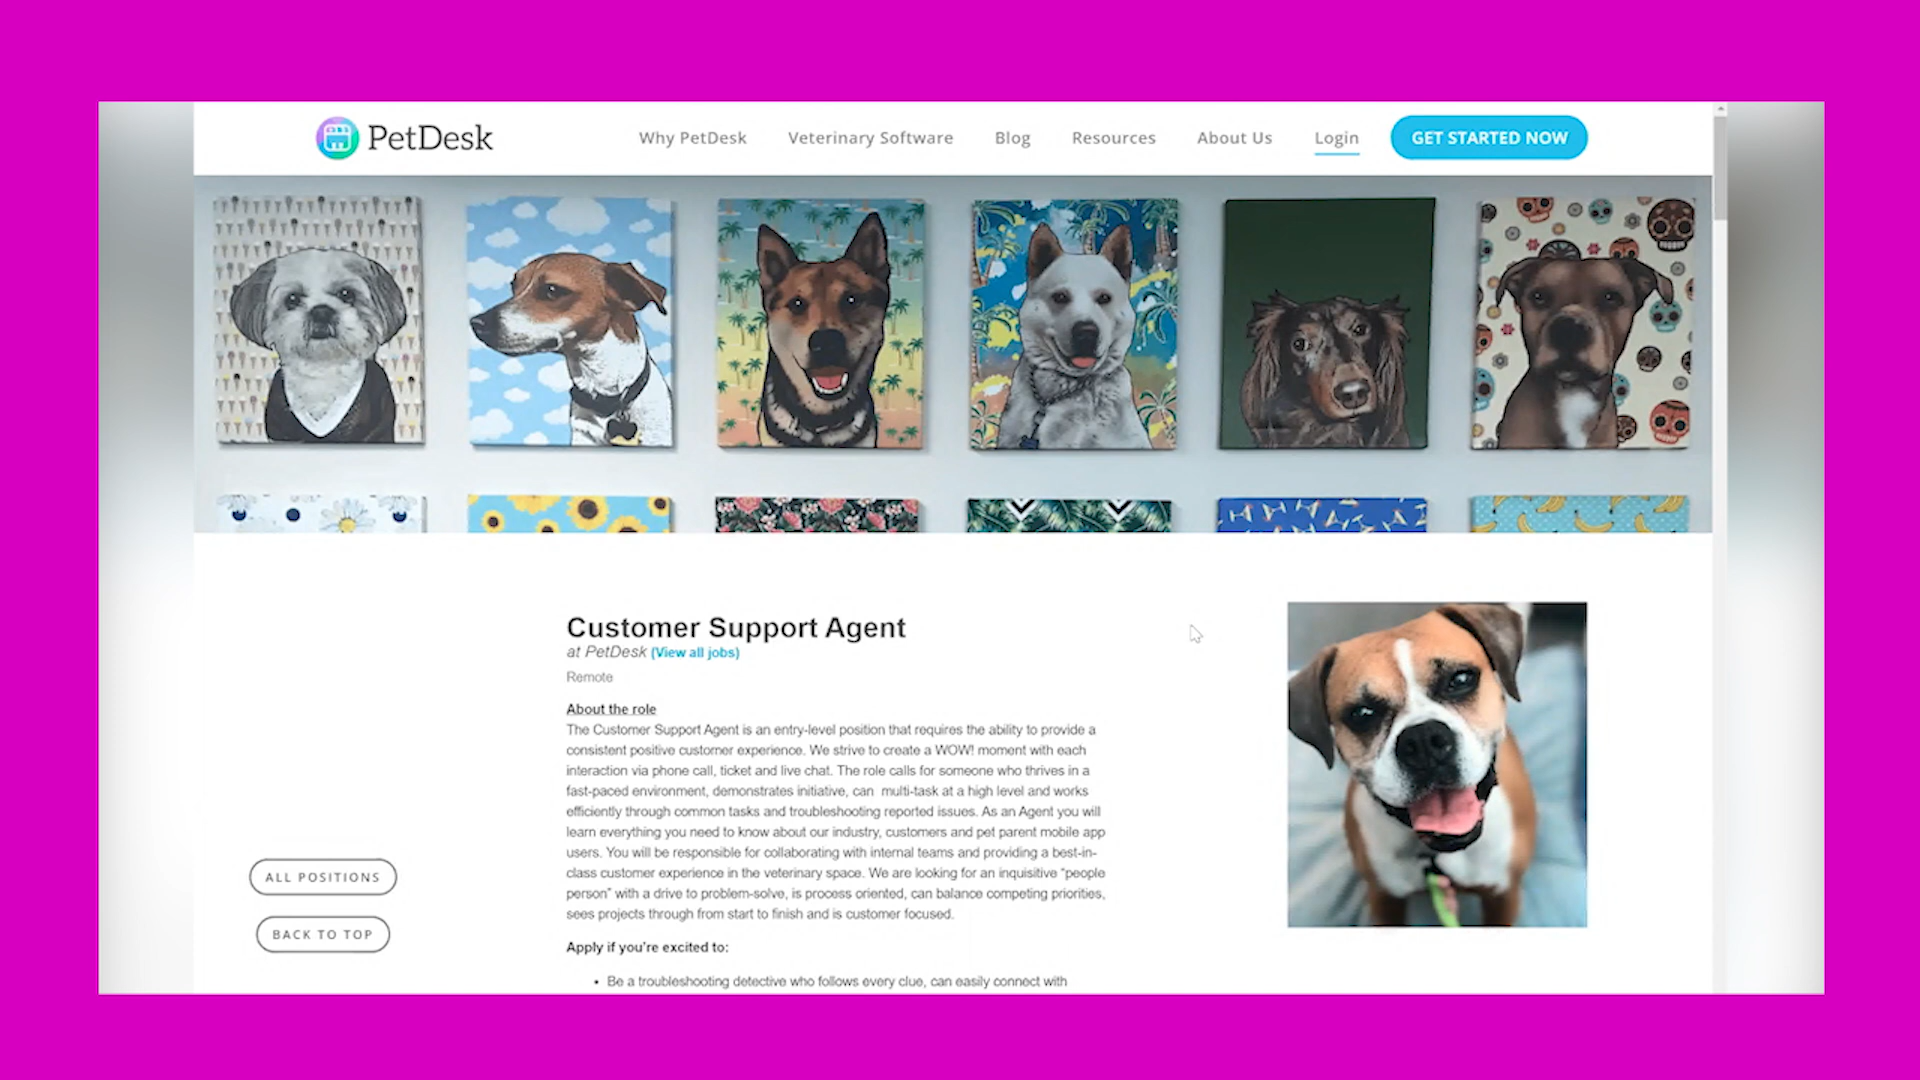 PetDesk
Why PetDesk
Veterinary Software
Blog
Resources
About Us
Login
GET STARTED NOW
Customer Support Agent
at PetDesk (View all jobs)
Remote
About the role
The Customer Support Agent is an entry-level position that requires the ability to provide a
consistent positive customer experience. We strive to create a WOW! moment with each
interaction via phone call, ticket and live chat. The role calls for someone who thrives in a
fast-paced environment, demonstrates initiative, can multi-task at a high level and works
efficiently through common tasks and troubleshooting reported issues. As an Agent you will
learn everything you need to know about our industry, customers and pet parent mobile app
users. You will be responsible for collaborating with internal teams and providing a best-in-
class customer experience in the veterinary space. We are looking for an inquisitive “people
person” with a drive to problem-solve, is process oriented, can balance competing priorities,
sees projects through from start to finish and is customer focused.
Apply if you're excited to:
• Be a troubleshooting detective who follows every clue, can easily connect with
ALL POSITIONS
BACK TO TOP